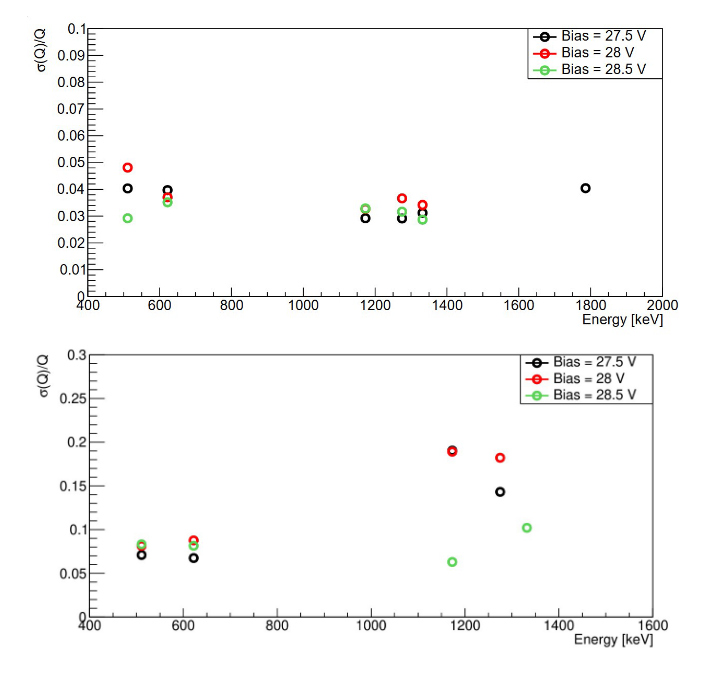 σ(Q)/Q
0.1
0.09
0.08
0.07
0.06
0.05
0.04
0.03
0.02
0.01
0
400 600 800 1000 1200 1400 1600 1800 2000
Energy [keV]
Bias = 27.5 V
Bias = 28 V
Bias = 28.5 V
σ(Q)/Q
0.3
0.25
0.2
0.15
0.1
0.05
0
400 600 800 1000 1200 1400 1600
Energy [keV]
Bias = 27.5 V
Bias = 28 V
Bias = 28.5 V